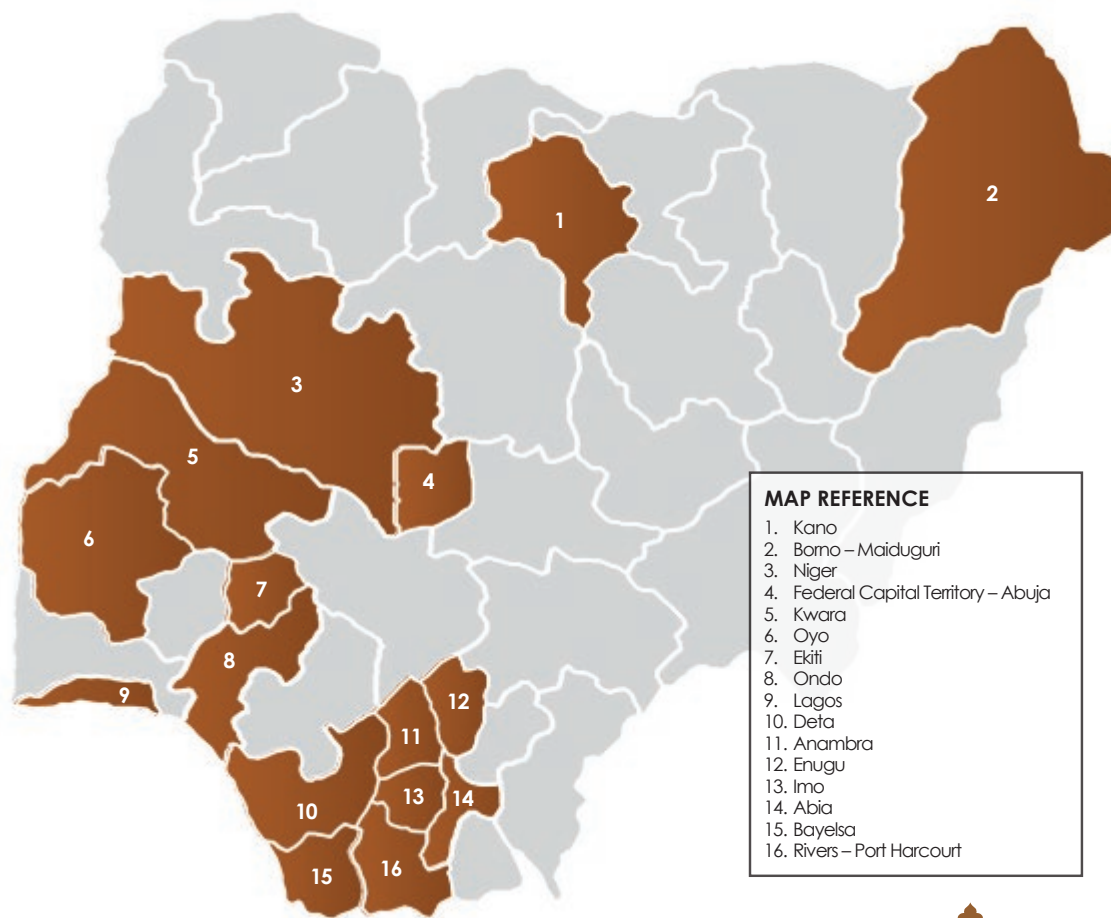 1
2
3
4
5
6
7
8
9
10
11
12
13
14
15
16
MAP REFERENCE
1. Kano
2. Borno – Maiduguri
3. Niger
4. Federal Capital Territory – Abuja
5. Kwara
6. Oyo
7. Ekiti
8. Ondo
9. Lagos
10. Deta
11. Anambra
12. Enugu
13. Imo
14. Abia
15. Bayelsa
16. Rivers – Port Harcourt